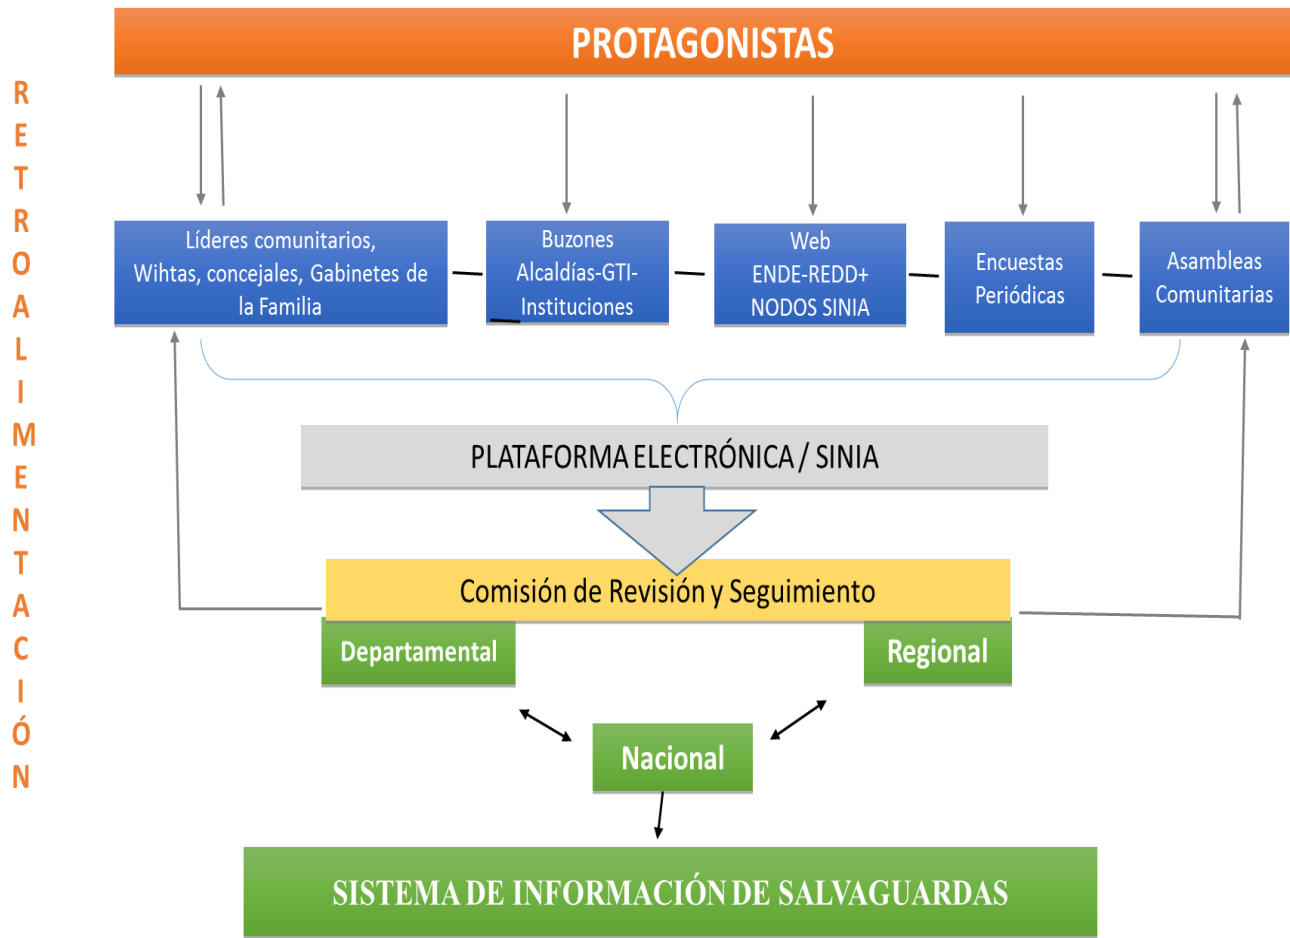 PROTAGONISTAS
RETROALIMENTACIÓN
Líderes comunitarios,
Wihtas, concejales, Gabinetes de
la Familia
Buzones
Alcaldías-GTI-
Instituciones
Web
ENDE-REDD+
NODOS SINIA
Encuestas
Periódicas
Asambleas
Comunitarias
PLATAFORMA ELECTRÓNICA / SINIA
Comisión de Revisión y Seguimiento
Departamental
Regional
Nacional
SISTEMA DE INFORMACIÓN DE SALVAGUARDAS